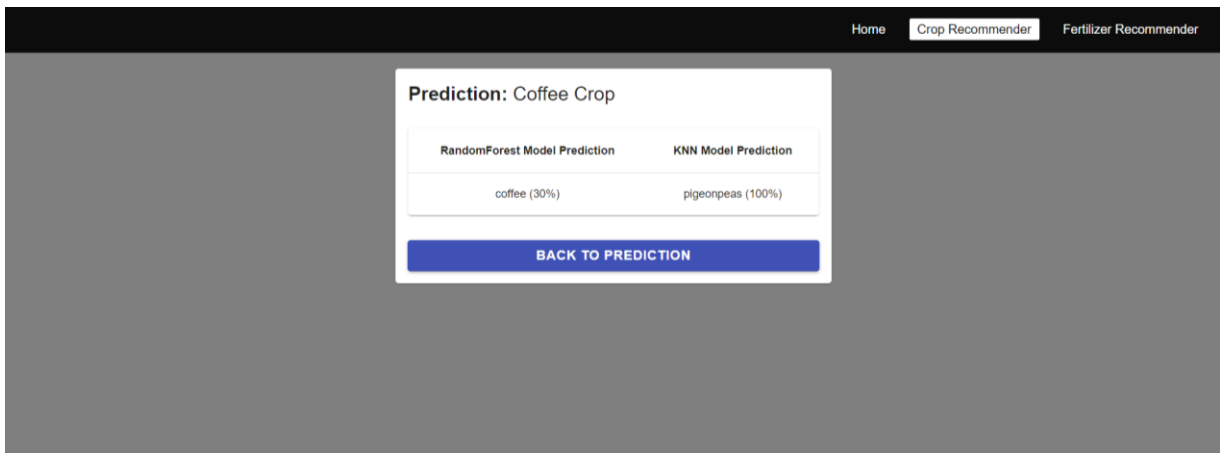 Home Crop Recommender Fertilizer Recommender
Prediction: Coffee Crop
RandomForest Model Prediction KNN Model Prediction
coffee (30%) pigeonpeas (100%)
BACK TO PREDICTION